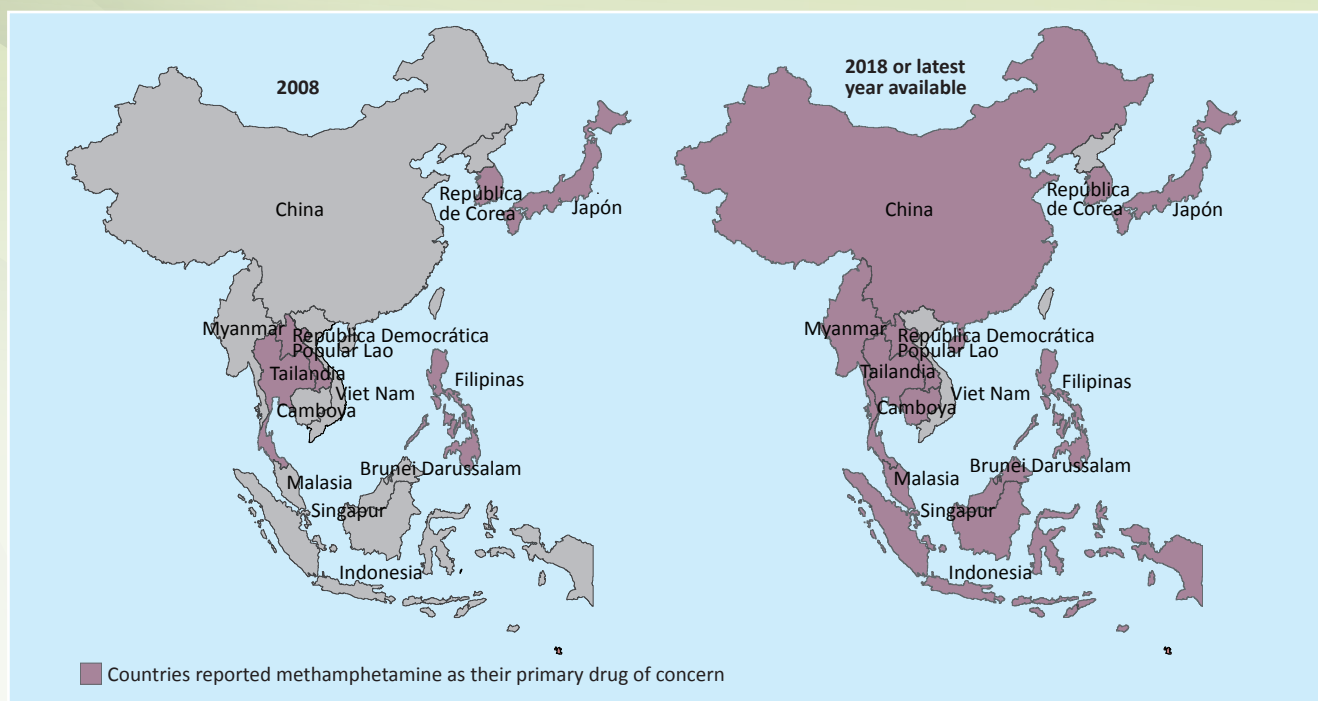 2008
China
República
de Corea
Japón
Myanmar
República Democrática
Popular Lao
Tailandia
Viet Nam
Camboya
Filipinas
Brunei Darussalam
Malasia
Singapur
Indonesia
2018 or latest
year available
China
República
de Corea
Japón
Myanmar
República Democrática
Popular Lao
Tailandia
Viet Nam
Camboya
Filipinas
Brunei Darussalam
Malasia
Singapur
Indonesia
Countries reported methamphetamine as their primary drug of concern